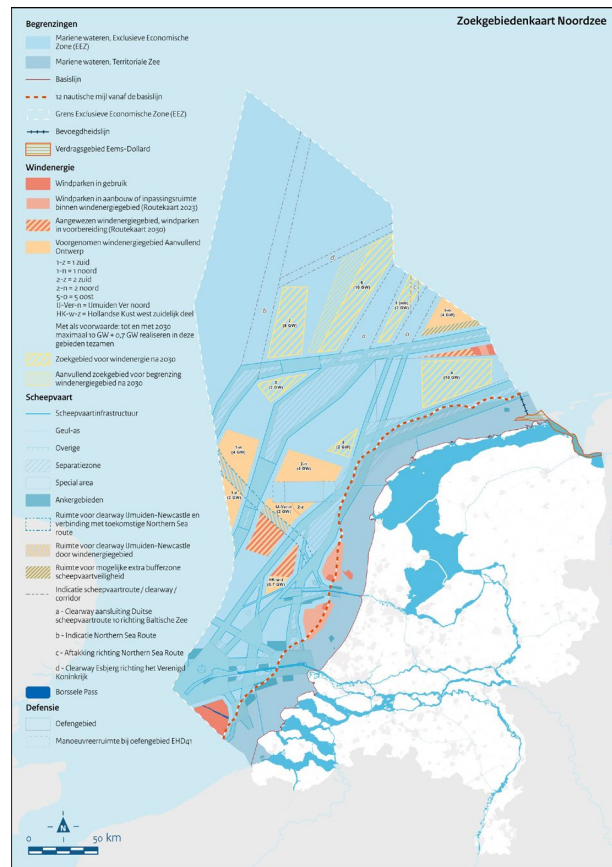 Zoekgebiedenkaart Noordzee
Begrenzingen
Mariene wateren, Exclusieve Economische
Zone (EEZ)
Mariene wateren, Territoriale Zee
Basislijn
12 nautische mijl vanaf de basislijn
Grens Exclusieve Economische Zone (EEZ)
Bevoegdheidslijn
Verdragsgebied Eems-Dollard
Windenergie
Windparken in gebruik
Windparken in aanbouw of inpassingsruimte
binnen windenergiegebied (Routekaart 2023)
Aangewezen windenergiegebied, windparken
in voorbereiding (Routekaart 2030)
Voorgenomen windenergiegebied Aanvullend
Ontwerp
1-z = 1 zuid
1-n = 1 noord
2-z = 2 zuid
2-n = 2 noord
5-o = 5 oost
IJ-Ver-n = IJmuiden Ver noord
HK-w-z = Hollandse Kust west zuidelijk deel
Met als voorwaarde: tot en met 2030
maximaal 10 GW + 0,7 GW realiseren in deze
gebieden tezamen
Zoekgebied voor windenergie na 2030
Aanvullend zoekgebied voor begrenzing
windenergiegebied na 2030
Scheepvaart
Scheepvaartinfrastructuur
Geul-as
Overige
Separatiezone
Special area
Ankergebieden
Ruimte voor clearway IJmuiden-Newcastle en
verbinding met toekomstige Northern Sea
route
Ruimte voor clearway IJmuiden-Newcastle
door windenergiegebied
Ruimte voor mogelijke extra bufferzone
scheepvaartveiligheid
Indicatie scheepvaartroute / clearway /
corridor
a - Clearway aansluiting Duitse
scheepvaartroute 10 richting Baltische Zee
b - Indicatie Northern Sea Route
c - Aftakking richting Northern Sea Route
d - Clearway Esbjerg richting het Verenigd
Koninkrijk
Borssele Pass
Defensie
Oefengebied
Manoeuvreerruimte bij oefengebied EHD41
N
0 50 km